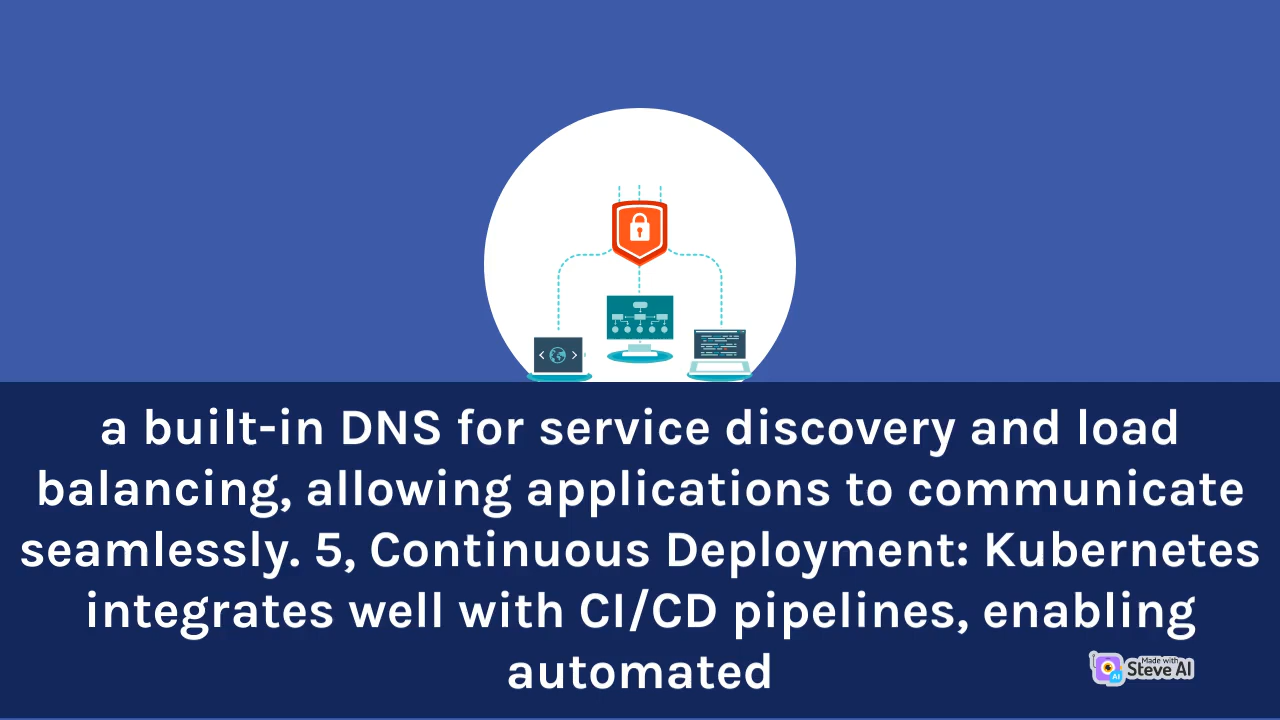 a built-in DNS for service discovery and load
balancing, allowing applications to communicate
seamlessly. 5, Continuous Deployment: Kubernetes
integrates well with CI/CD pipelines, enabling
automated
Made with
Steve AI
AI